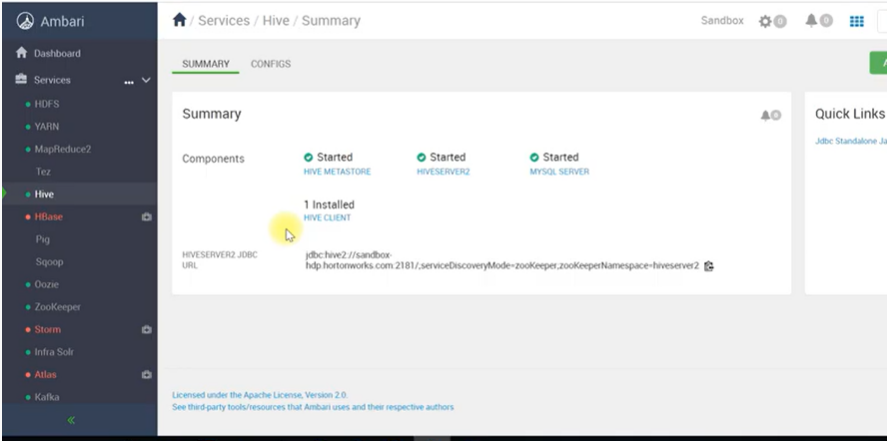 Ambari
/ Services / Hive / Summary
Sandbox
0
0
Dashboard
Services ...
HDFS
YARN
MapReduce2
Tez
Hive
HBase
Pig
Sqoop
Oozie
ZooKeeper
Storm
Infra Solr
Atlas
Kafka
SUMMARY CONFIGS
Summary
0
Components
Started Started Started
HIVE METASTORE HIVESERVER2 MYSQL SERVER
1 Installed
HIVE CLIENT
HIVESERVER2 JDBC URL
jdbc:hive2://sandbox-
hdp.hortonworks.com:2181/;serviceDiscoveryMode=zooKeeper;zooKeeperNamespace=hiveserver2
Quick Links
Jdbc Standalone Ja
Licensed under the Apache License, Version 2.0.
See third-party tools/resources that Ambari uses and their respective authors